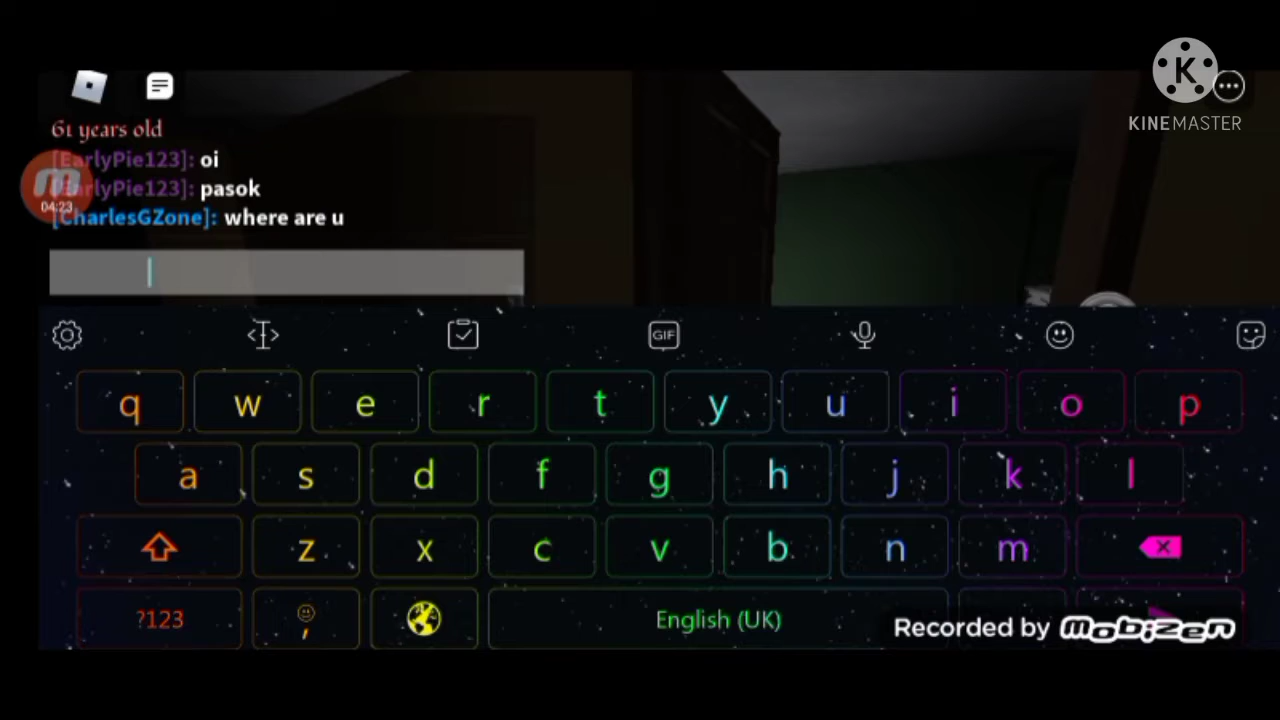 K
KINEMASTER
61 years old
[EarlyPie123]: oi
[EarlyPie123]: pasok
[CharlesGZone]: where are u
m
04:23
GIF
q w e r t y u i o p
a s d f g h j k l
z x c v b n m
?123 , English (UK)
Recorded by mobizen